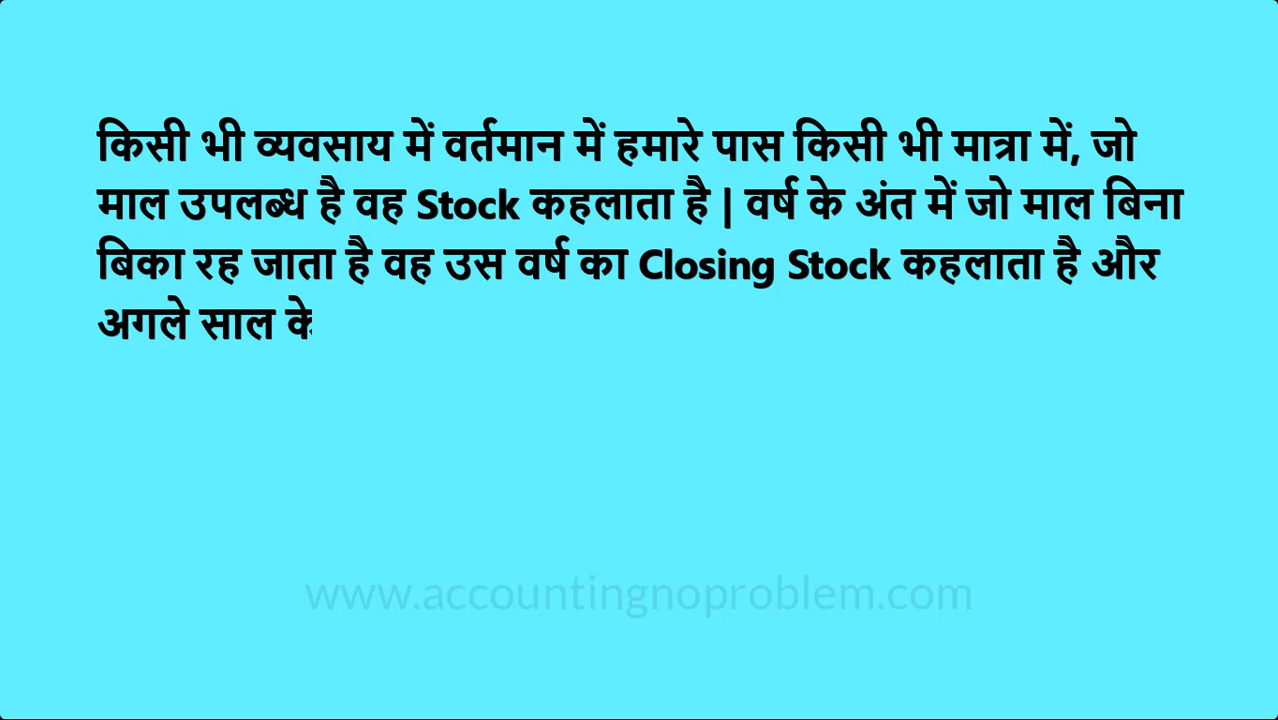 किसी भी व्यवसाय में वर्तमान में हमारे पास किसी भी मात्रा में, जो
माल उपलब्ध है वह Stock कहलाता है | वर्ष के अंत में जो माल बिना
बिका रह जाता है वह उस वर्ष का Closing Stock कहलाता है और
अगले साल के
www.accountingnoproblem.com